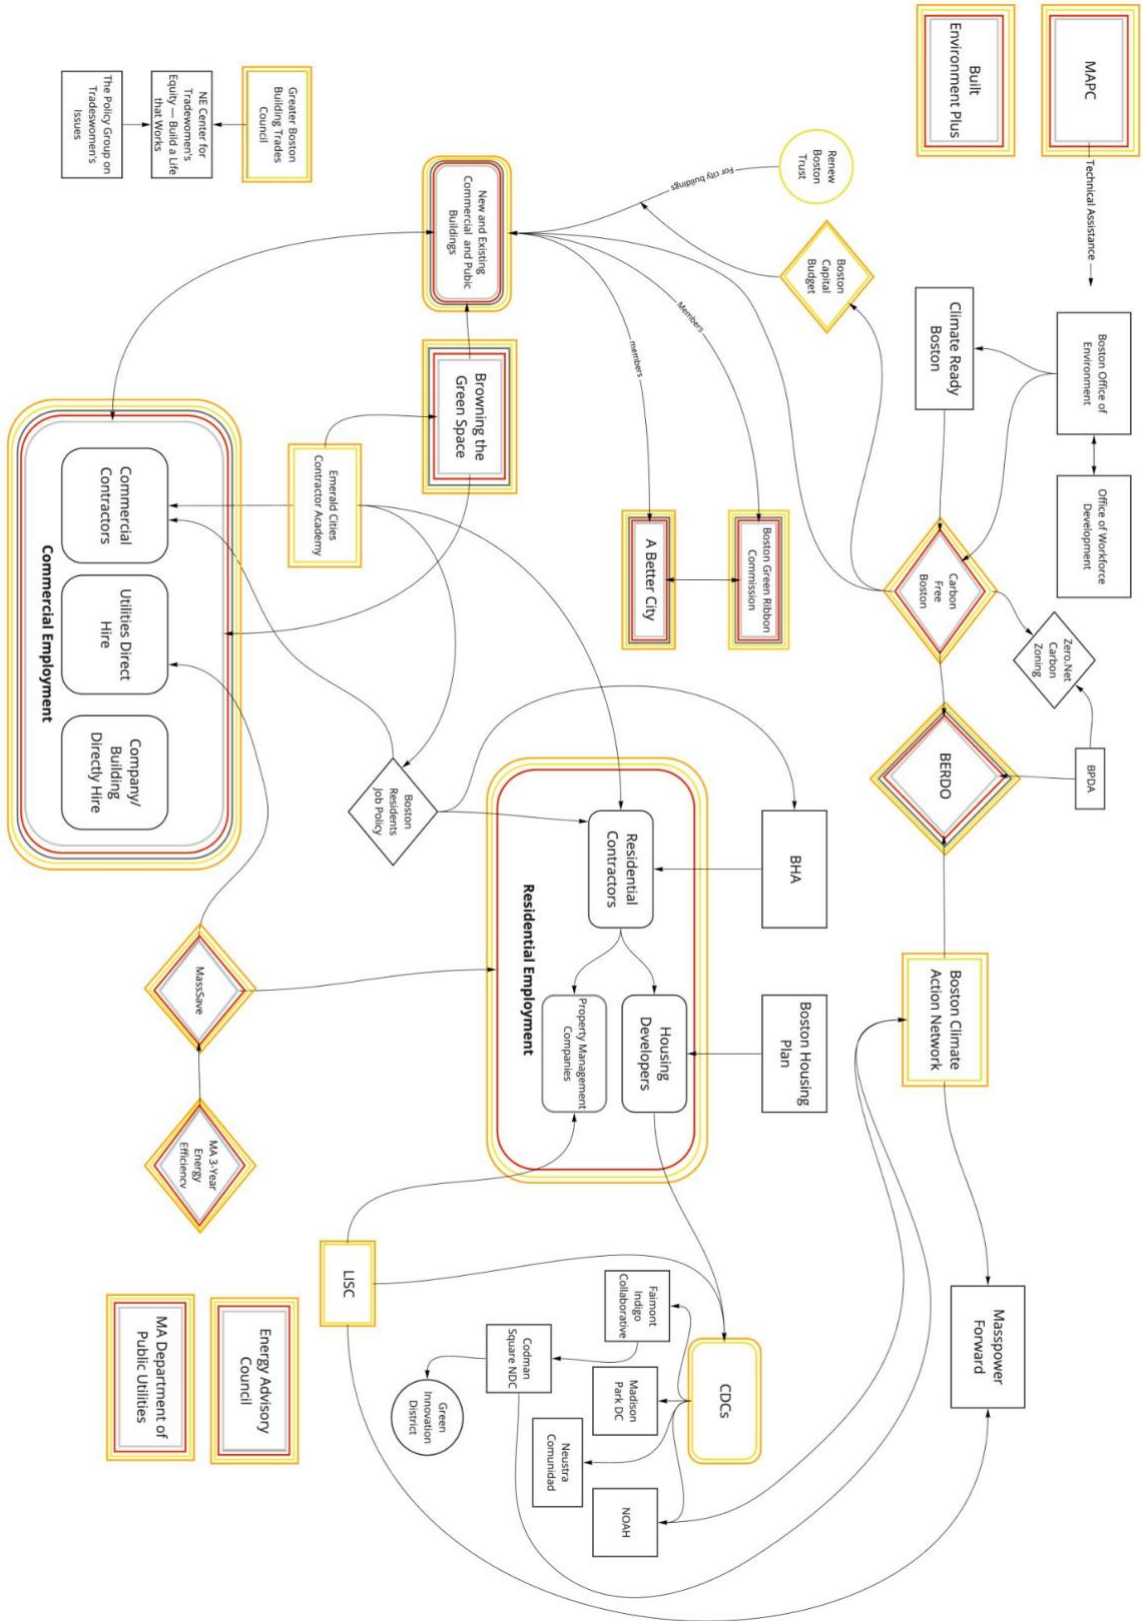 MAPC
Technical Assistance
Boston Office of
Environment
Office of Workforce
Development
BPDA
Zero.Net
Carbon
Zoning
Built
Environment Plus
Climate Ready
Boston
Carbon
Free
Boston
BERDO
Boston Climate
Action Network
Masspower
Forward
Renew
Boston
Trust
Boston
Capital
Budget
For city buildings
Members
members
Boston Green Ribbon
Commission
A Better City
BHA
Boston Housing
Plan
CDCs
Residential
Contractors
Housing
Developers
Property Management
Companies
Residential Employment
Faimont
Indigo
Collaborative
Madison
Park DC
Neustra
Comunidad
NOAH
Codman
Square NDC
Green
Innovation
District
New and Existing
Commercial and Pubic
Buildings
Browning the
Green Space
Boston
Residents
Job Policy
LISC
Greater Boston
Building Trades
Council
NE Center for
Tradewomen's
Equity — Build a Life
that Works
The Policy Group on
Tradeswomen's
Issues
Emerald Cities
Contractor Academy
MassSave
MA 3-Year
Energy
Efficiency
Energy Advisory
Council
MA Department of
Public Utilities
Commercial
Contractors
Utilities Direct
Hire
Company/
Building
Directly Hire
Commercial Employment